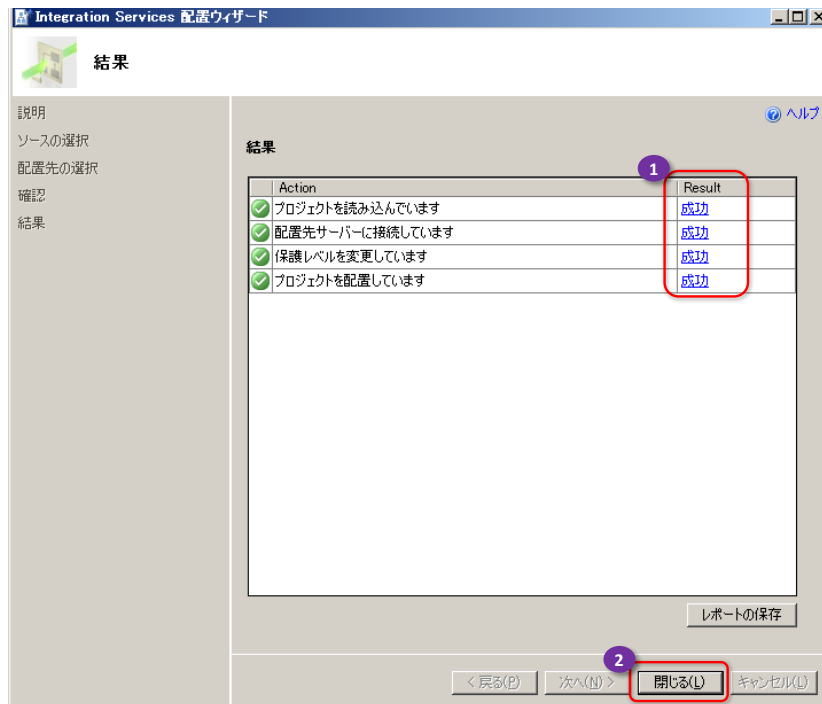 Integration Services 配置ウィザード
結果
説明
ソースの選択
配置先の選択
確認
結果
ヘルプ
結果
1
Action Result
プロジェクトを読み込んでいます 成功
配置先サーバーに接続しています 成功
保護レベルを変更しています 成功
プロジェクトを配置しています 成功
レポートの保存
2
< 戻る(P) 次へ(N) > 閉じる(L) キャンセル(L)